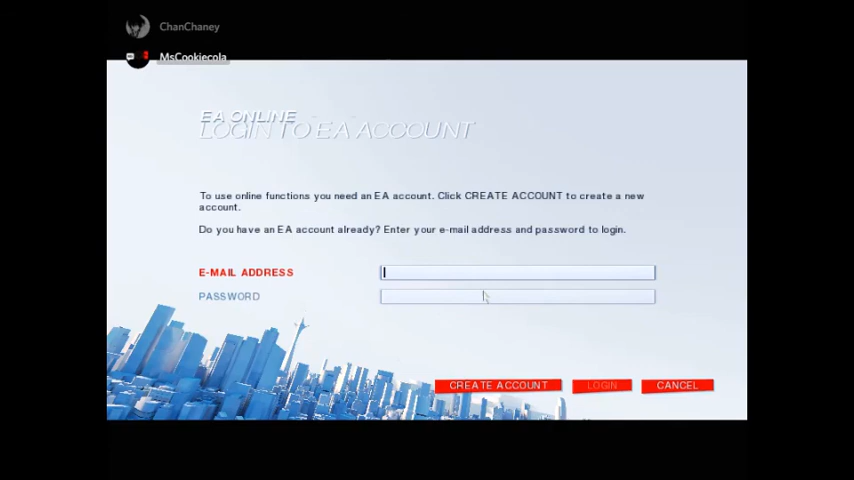 ChanChaney
MsCookiecola
EA ONLINE
LOGIN TO EA ACCOUNT
To use online functions you need an EA account. Click CREATE ACCOUNT to create a new
account.
Do you have an EA account already? Enter your e-mail address and password to login.
E-MAIL ADDRESS
PASSWORD
CREATE ACCOUNT LOGIN CANCEL